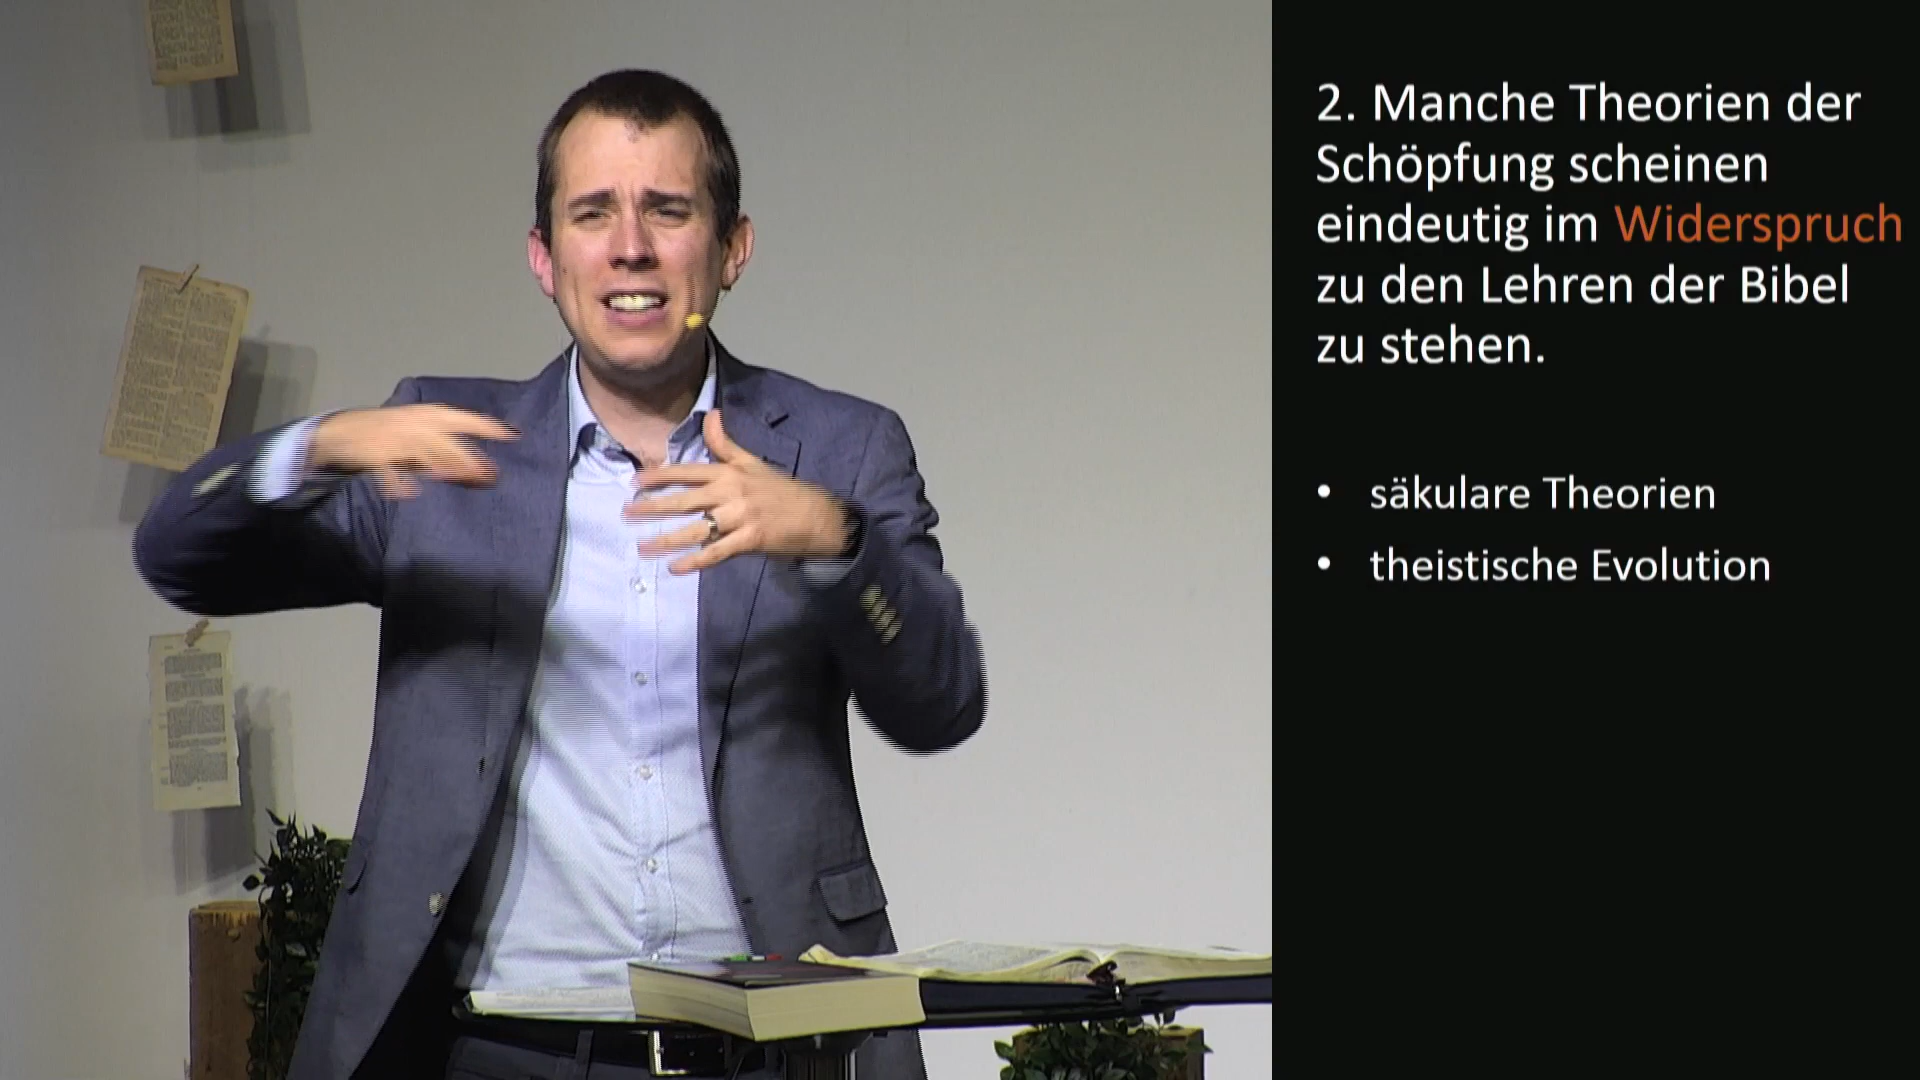 2. Manche Theorien der
Schöpfung scheinen
eindeutig im Widerspruch
zu den Lehren der Bibel
zu stehen.
• säkulare Theorien
• theistische Evolution